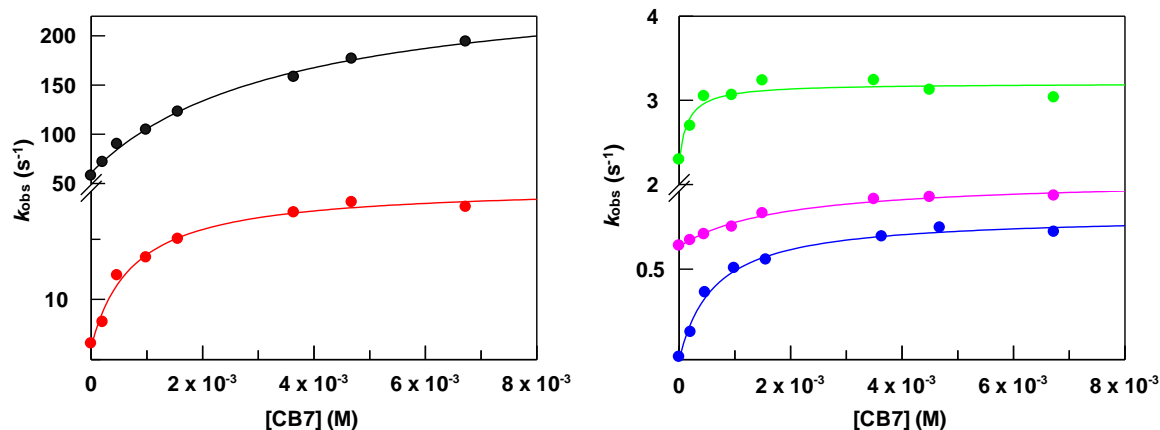 200
150
100
50
10
kobs (s-1)
0
2 x 10-3
4 x 10-3
6 x 10-3
8 x 10-3
[CB7] (M)
4
3
2
0.5
kobs (s-1)
0
2 x 10-3
4 x 10-3
6 x 10-3
8 x 10-3
[CB7] (M)